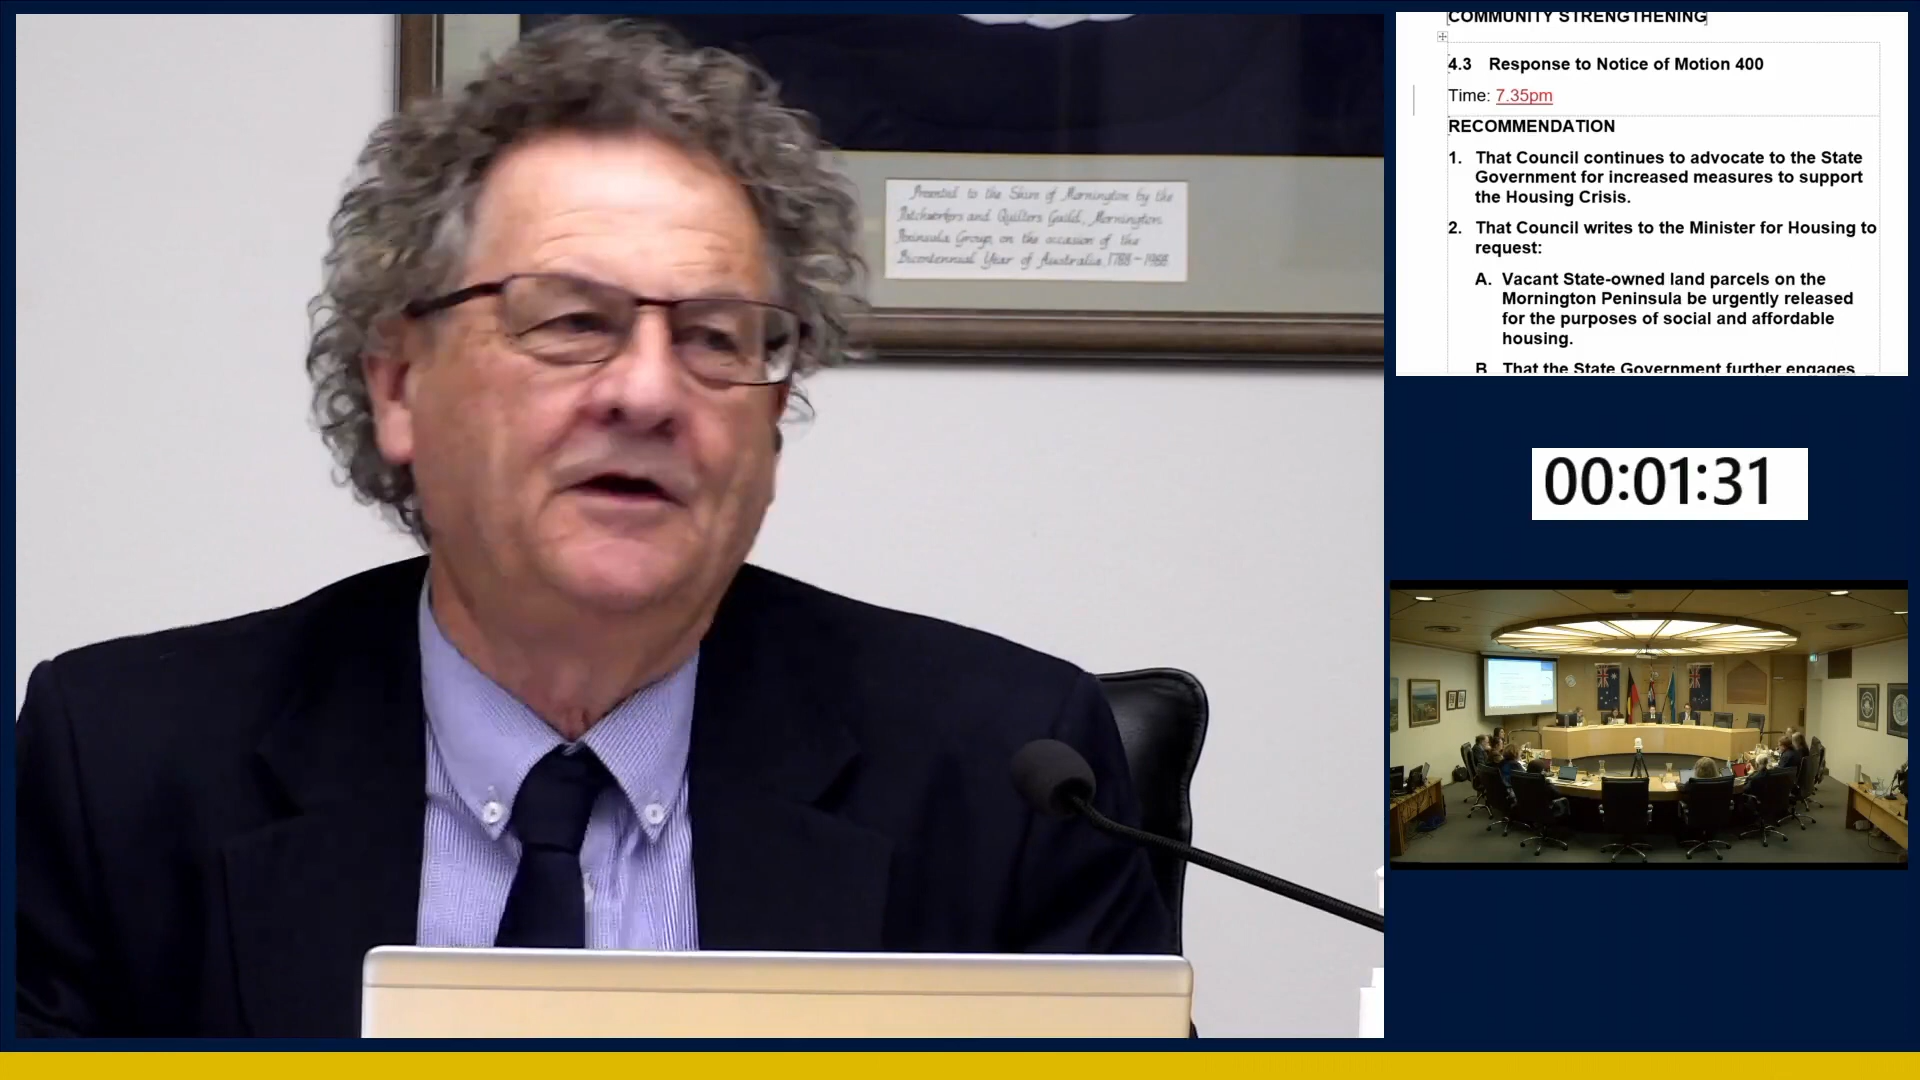 Presented to the Shire of Mornington by the
Patchworkers and Quilters Guild, Mornington
Peninsula Group, on the occasion of the
Bicentennial Year of Australia, 1788-1988
COMMUNITY STRENGTHENING
4.3 Response to Notice of Motion 400
Time: 7.35pm
RECOMMENDATION
1. That Council continues to advocate to the State
Government for increased measures to support
the Housing Crisis.
2. That Council writes to the Minister for Housing to
request:
A. Vacant State-owned land parcels on the
Mornington Peninsula be urgently released
for the purposes of social and affordable
housing.
B. That the State Government further engages
00:01:31